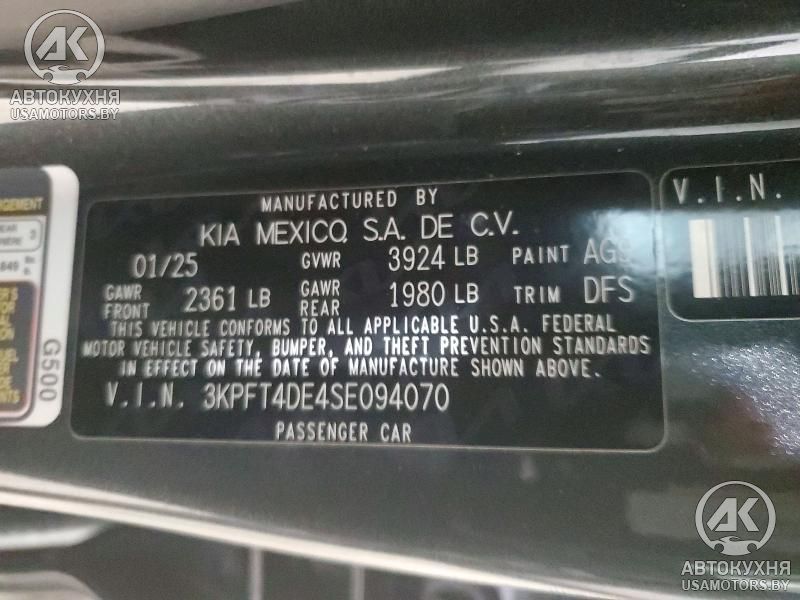 AK
АВТОКУХНЯ
USAMOTORS.BY
MANUFACTURED BY
KIA MEXICO, S.A. DE C.V.
01/25 GVWR 3924 LB PAINT AGS
GAWR FRONT 2361 LB GAWR REAR 1980 LB TRIM DFS
THIS VEHICLE CONFORMS TO ALL APPLICABLE U.S.A. FEDERAL
MOTOR VEHICLE SAFETY, BUMPER, AND THEFT PREVENTION STANDARDS
IN EFFECT ON THE DATE OF MANUFACTURE SHOWN ABOVE.
V.I.N. 3KPFT4DE4SE094070
PASSENGER CAR
G500
V.I.N.
AK
АВТОКУХНЯ
USAMOTORS.BY